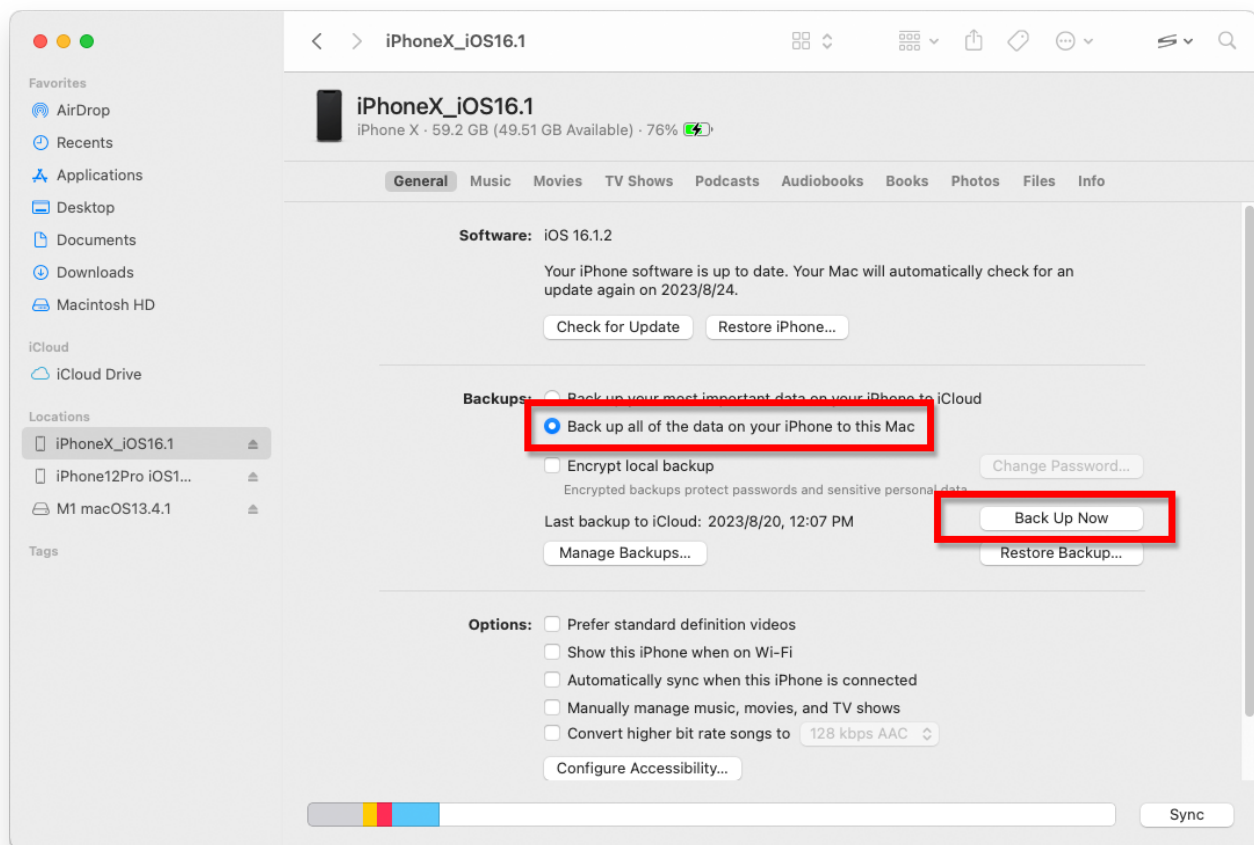 iPhoneX_iOS16.1
Favorites
AirDrop
Recents
Applications
Desktop
Documents
Downloads
Macintosh HD
iCloud
iCloud Drive
Locations
iPhoneX_iOS16.1
iPhone12Pro iOS1...
M1 macOS13.4.1
Tags
iPhoneX_iOS16.1
iPhone X · 59.2 GB (49.51 GB Available) · 76%
General Music Movies TV Shows Podcasts Audiobooks Books Photos Files Info
Software: iOS 16.1.2
Your iPhone software is up to date. Your Mac will automatically check for an
update again on 2023/8/24.
Check for Update Restore iPhone...
Backups: Back up your most important data on your iPhone to iCloud
Back up all of the data on your iPhone to this Mac
Encrypt local backup Change Password...
Encrypted backups protect passwords and sensitive personal data.
Last backup to iCloud: 2023/8/20, 12:07 PM Back Up Now
Manage Backups... Restore Backup...
Options: Prefer standard definition videos
Show this iPhone when on Wi-Fi
Automatically sync when this iPhone is connected
Manually manage music, movies, and TV shows
Convert higher bit rate songs to 128 kbps AAC
Configure Accessibility...
Sync